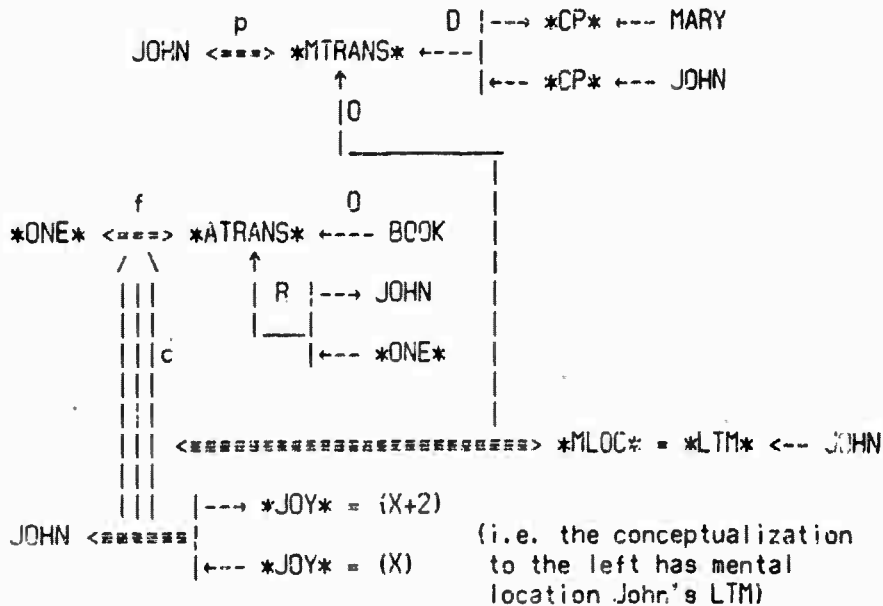 p D |---→ *CP* ←--- MARY
JOHN <===> *MTRANS* ←----|
|←--- *CP* ←--- JOHN
↑
|O
f O
*ONE* <===> *ATRANS* ←---- BOOK
/ \ ↑
||| | R |---→ JOHN
|||c |←--- *ONE*
<=========================> *MLOC* = *LTM* <-- JOHN
|---→ *JOY* = (X+2)
JOHN <======|
|←--- *JOY* = (X)
(i.e. the conceptualization
to the left has mental
location John's LTM)